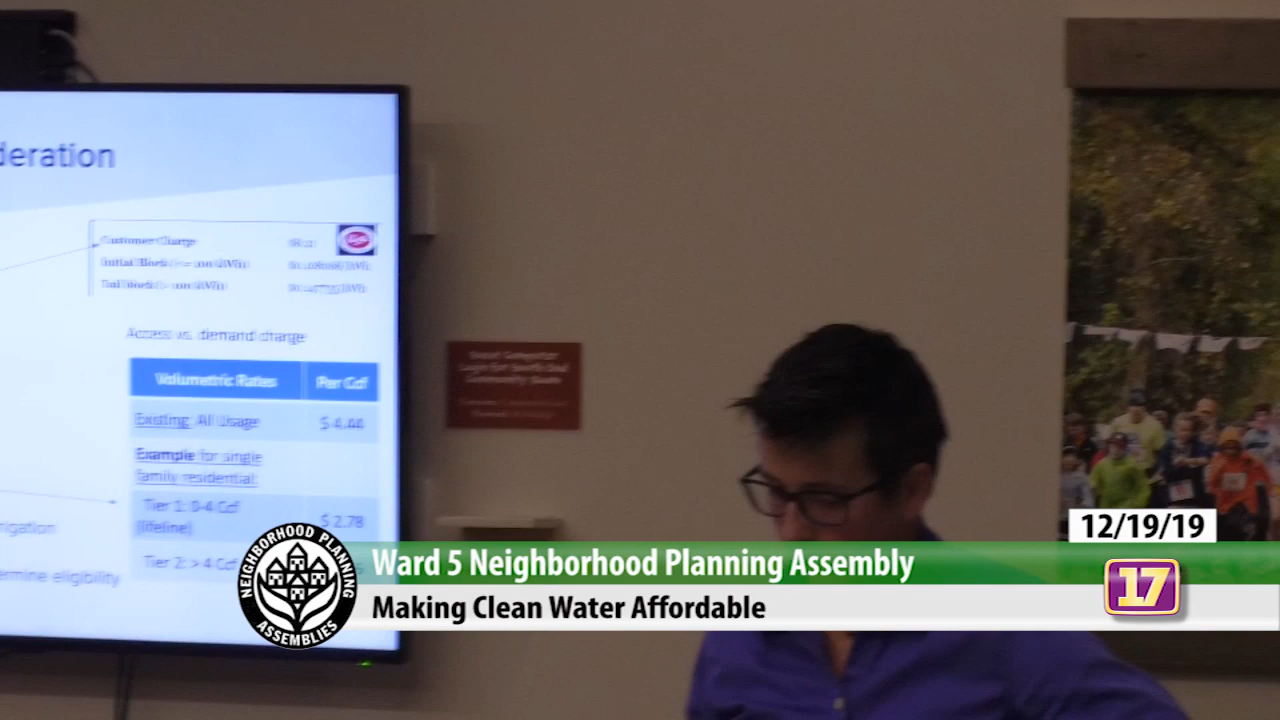 deration
Customer Charge
Access vs. demand charge
Volumetric Rates Per Ccf
Existing: All Usage $ 4.44
Example for single
family residential:
Tier 1: 0-4 Ccf
(lifeline) $ 2.78
Tier 2: > 4 Ccf
rigation
ermine eligibility
12/19/19
NEIGHBORHOOD PLANNING
ASSEMBLIES
Ward 5 Neighborhood Planning Assembly
Making Clean Water Affordable
17